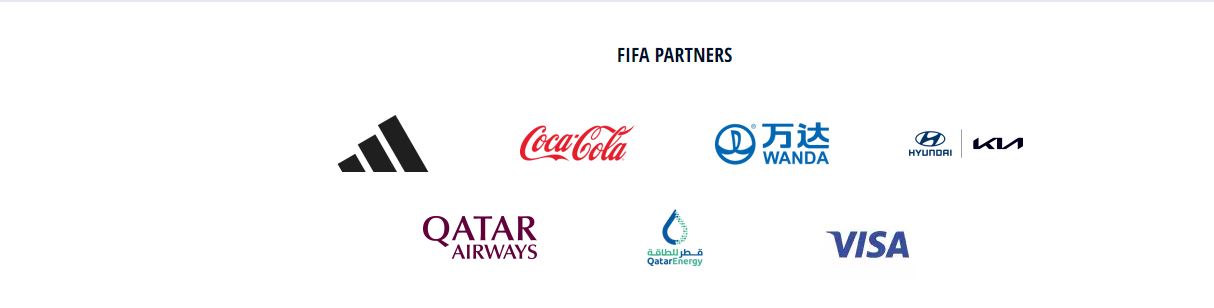 FIFA PARTNERS
Coca-Cola
万达
WANDA
HYUNDAI
KIA
QATAR
AIRWAYS
قطر للطاقة
QatarEnergy
VISA